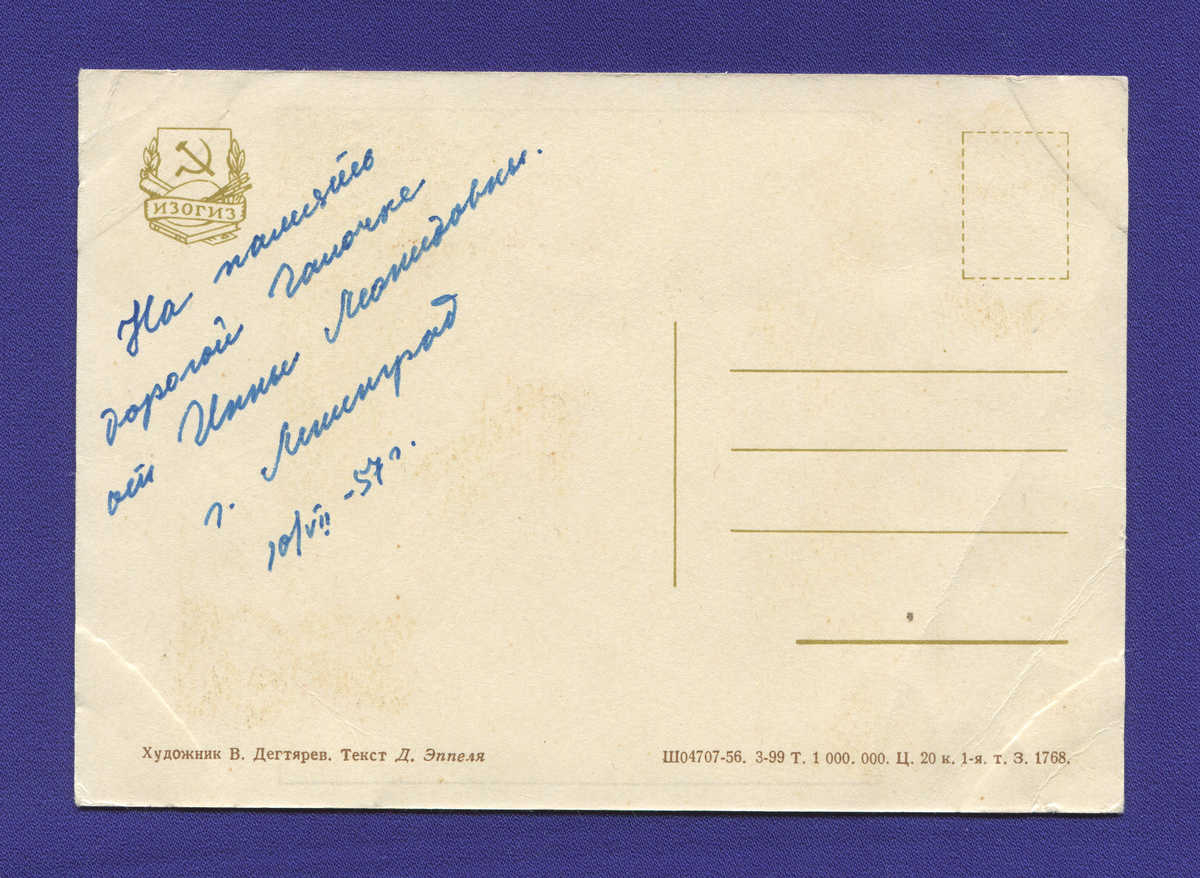 ИЗОГИЗ
На память
дорогой Галочке
от Инны Леонидовны.
г. Ленинград
10/VII -57 г.
Художник В. Дегтярев. Текст Д. Эппеля
Ш04707-56. 3-99 Т. 1 000. 000. Ц. 20 к. 1-я. т. З. 1768.